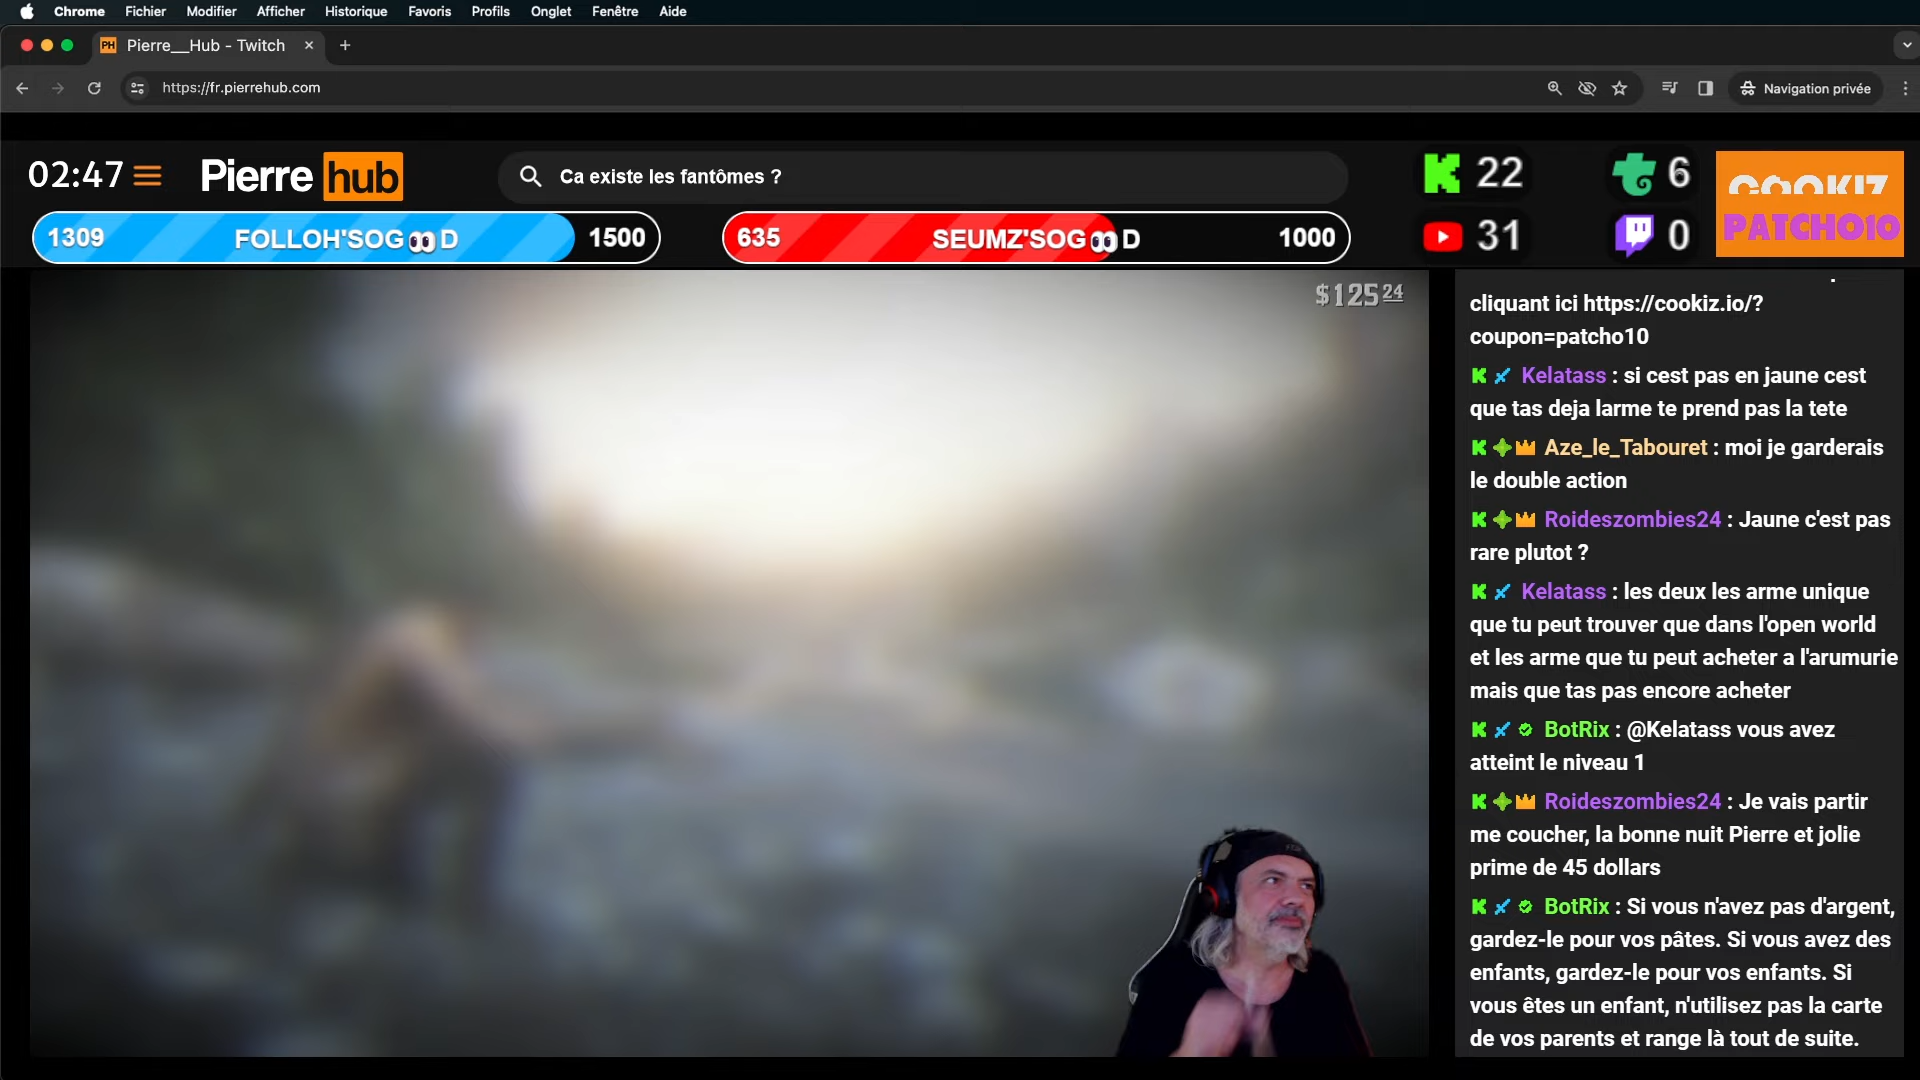 Chrome Fichier Modifier Afficher Historique Favoris Profils Onglet Fenêtre Aide
PH Pierre__Hub - Twitch
https://fr.pierrehub.com
Navigation privée
02:47
Pierre hub
Ca existe les fantômes ?
22
6
COOKIZ
PATCHO10
1309 FOLLOH'SOG👀D 1500
635 SEUMZ'SOG👀D 1000
31
0
$125 24
cliquant ici https://cookiz.io/?
coupon=patcho10
Kelatass : si cest pas en jaune cest
que tas deja larme te prend pas la tete
Aze_le_Tabouret : moi je garderais
le double action
Roideszombies24 : Jaune c'est pas
rare plutot ?
Kelatass : les deux les arme unique
que tu peut trouver que dans l'open world
et les arme que tu peut acheter a l'arumurie
mais que tas pas encore acheter
BotRix : @Kelatass vous avez
atteint le niveau 1
Roideszombies24 : Je vais partir
me coucher, la bonne nuit Pierre et jolie
prime de 45 dollars
BotRix : Si vous n'avez pas d'argent,
gardez-le pour vos pâtes. Si vous avez des
enfants, gardez-le pour vos enfants. Si
vous êtes un enfant, n'utilisez pas la carte
de vos parents et range là tout de suite.